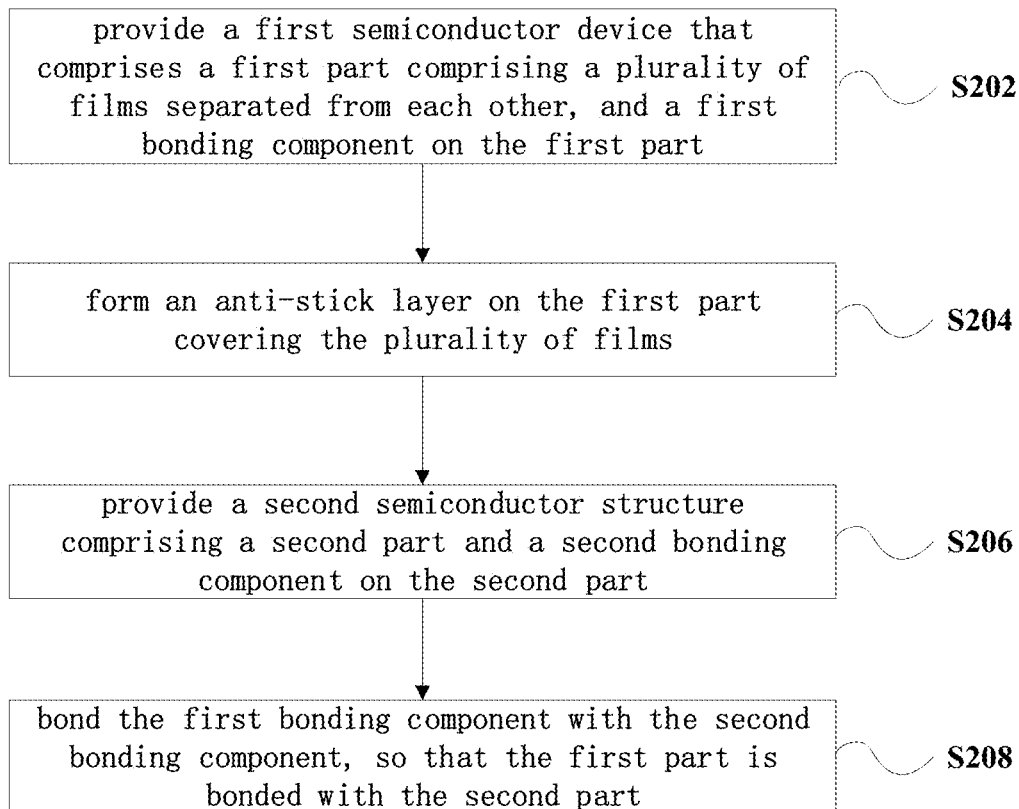 provide a first semiconductor device that
comprises a first part comprising a plurality of
films separated from each other, and a first
bonding component on the first part
S202
form an anti-stick layer on the first part
covering the plurality of films
S204
provide a second semiconductor structure
comprising a second part and a second bonding
component on the second part
S206
bond the first bonding component with the second
bonding component, so that the first part is
bonded with the second part
S208